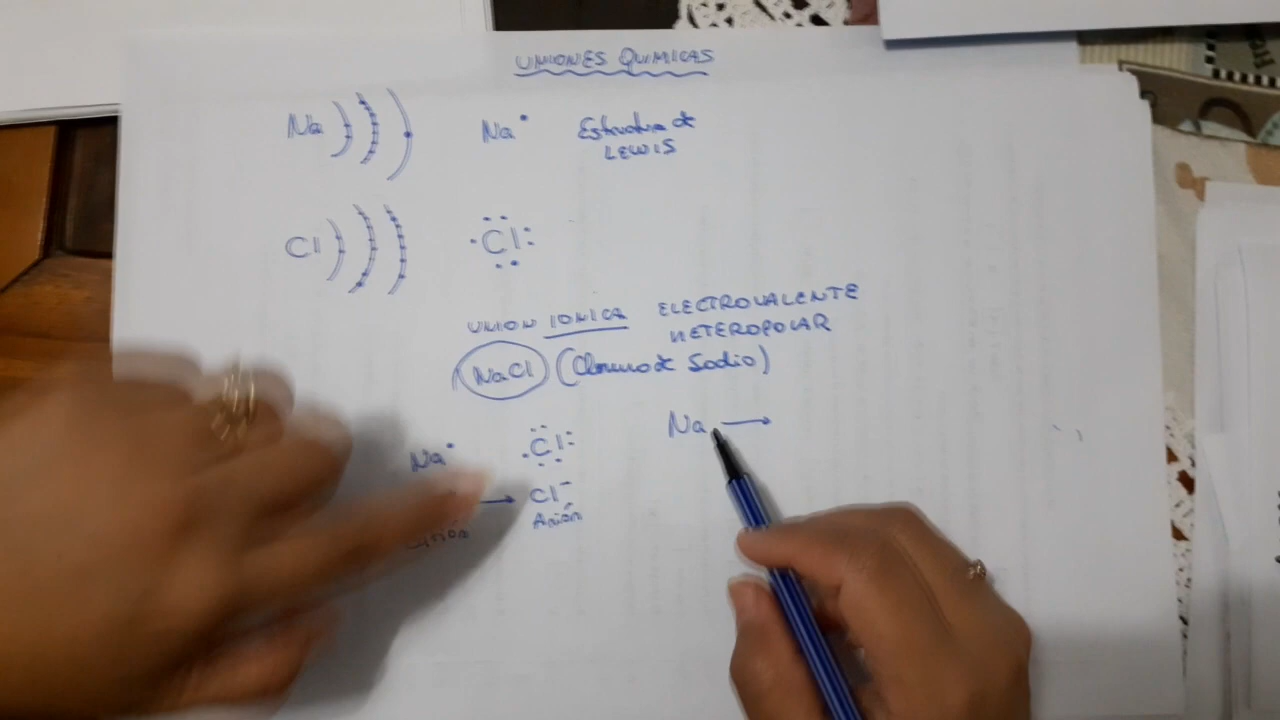 UNIONES QUIMICAS
Na )))
Na• Estructura de
LEWIS
Cl )))
Cl
UNION IONICA ELECTROVALENTE
HETEROPOLAR
NaCl (Cloruro de Sodio)
Na• Cl Na →
→ Cl⁻
Anión